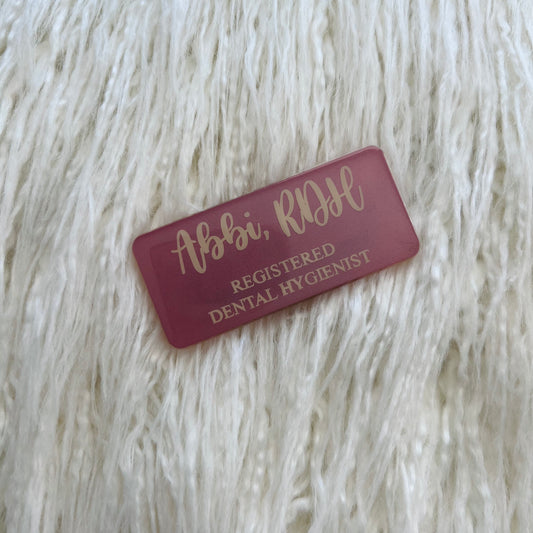 Abbi, RDH
REGISTERED
DENTAL HYGIENIST